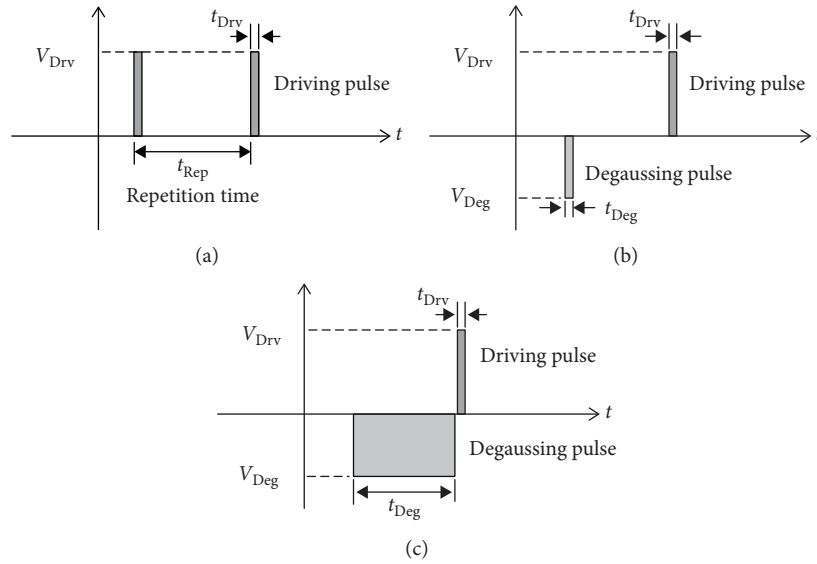 t_Drv
V_Drv
Driving pulse
t
t_Rep
Repetition time
(a)
t_Drv
V_Drv
Driving pulse
t
Degaussing pulse
V_Deg
t_Deg
(b)
t_Drv
V_Drv
Driving pulse
t
Degaussing pulse
V_Deg
t_Deg
(c)